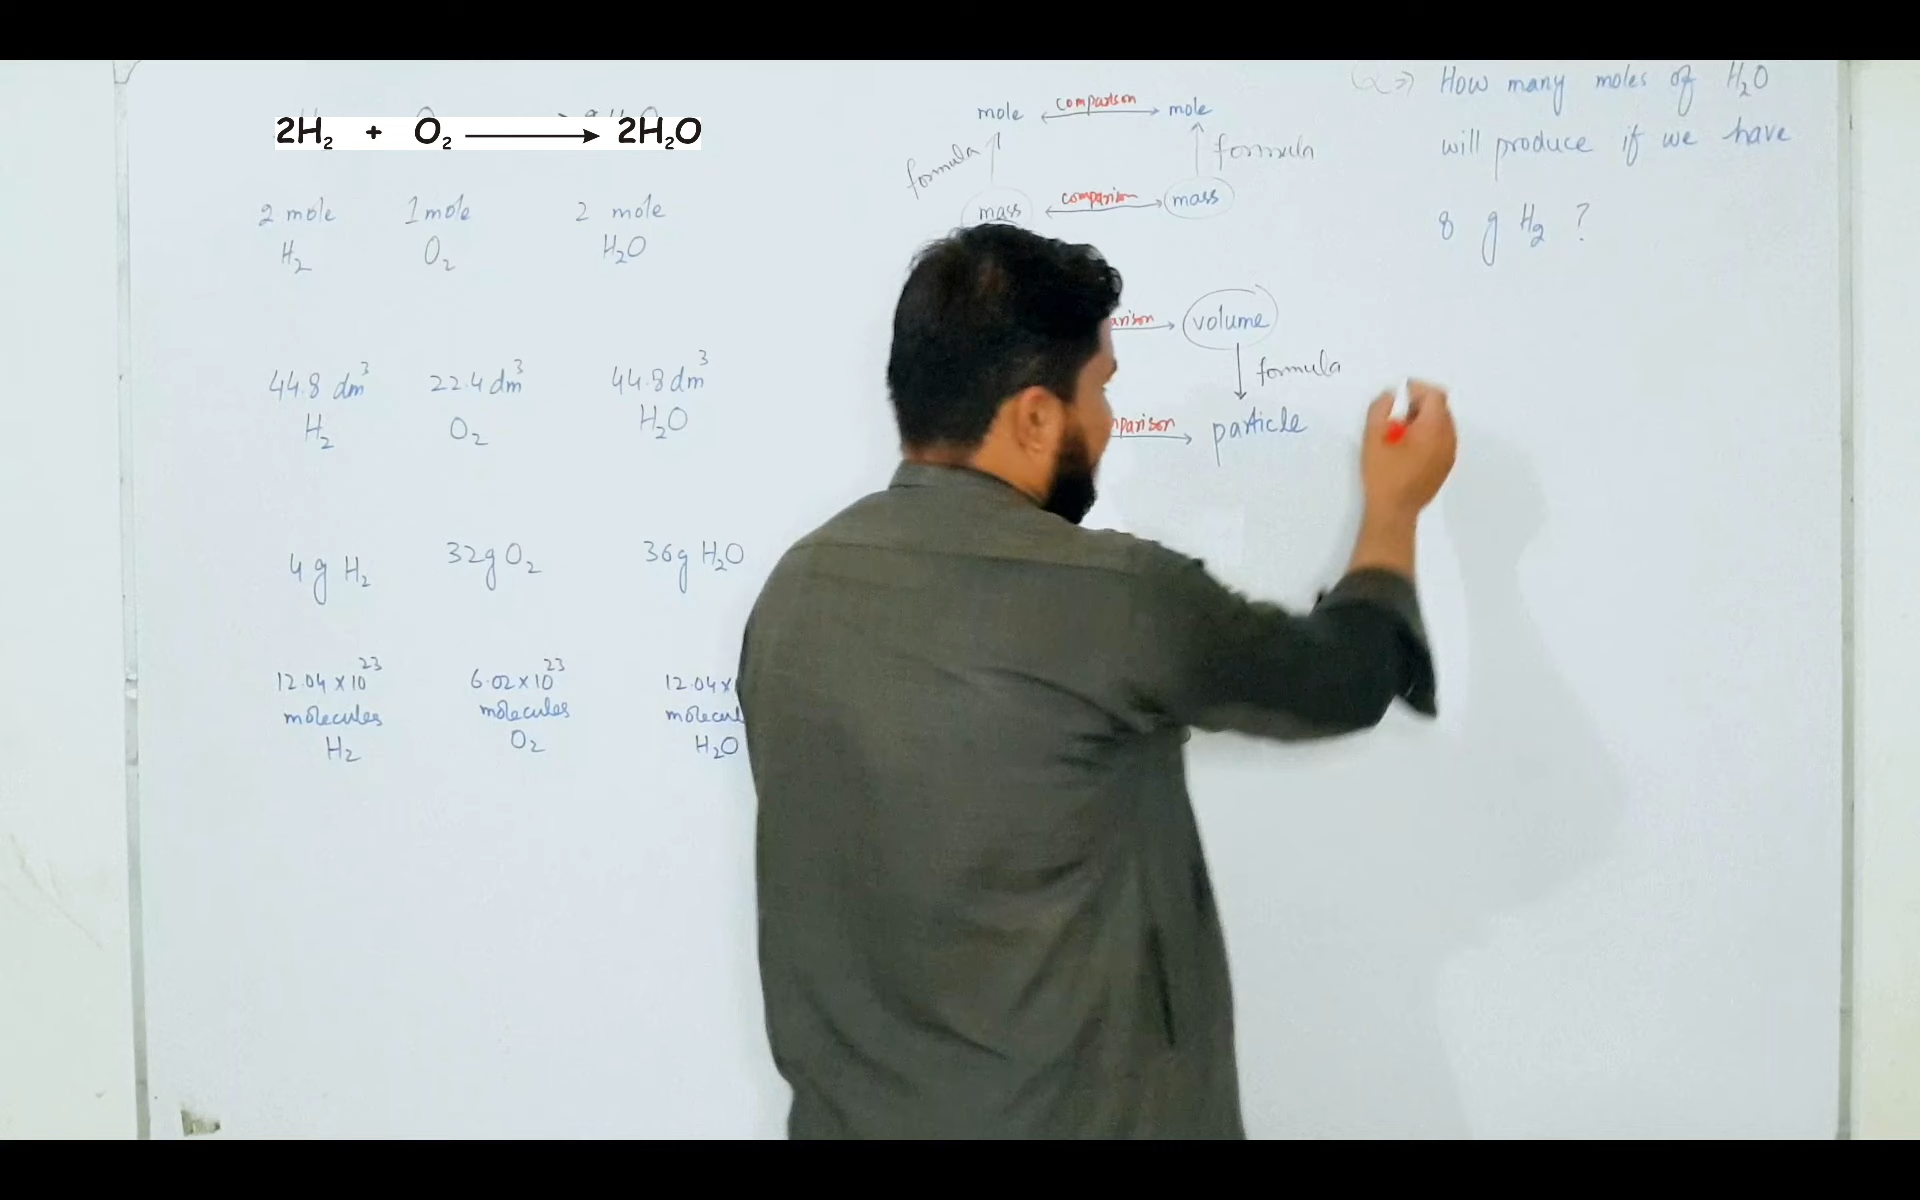 2H₂ + O₂ → 2H₂O
2 mole 1 mole 2 mole
H₂ O₂ H₂O
44.8 dm³ 22.4 dm³ 44.8 dm³
H₂ O₂ H₂O
4 g H₂ 32g O₂ 36g H₂O
12.04 x 10²³ 6.02 x 10²³ 12.04 x
molecules molecules molecul
H₂ O₂ H₂O
mole comparison mole
formula formula
mass comparison mass
arison volume
formula
mparison particle
Q⇒ How many moles of H₂O
will produce if we have
8 g H₂ ?